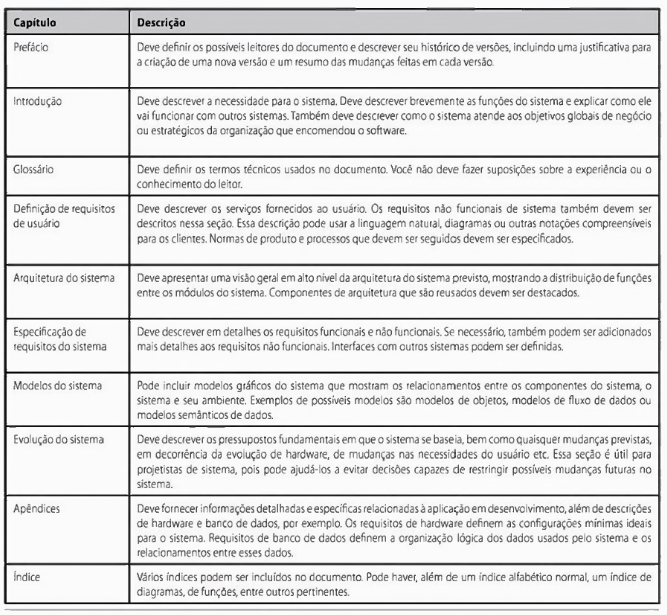 Capítulo Descrição
Prefácio Deve definir os possíveis leitores do documento e descrever seu histórico de versões, incluindo uma justificativa para
a criação de uma nova versão e um resumo das mudanças feitas em cada versão.
Introdução Deve descrever a necessidade para o sistema. Deve descrever brevemente as funções do sistema e explicar como ele
vai funcionar com outros sistemas. Também deve descrever como o sistema atende aos objetivos globais de negócio
ou estratégicos da organização que encomendou o software.
Glossário Deve definir os termos técnicos usados no documento. Você não deve fazer suposições sobre a experiência ou o
conhecimento do leitor.
Definição de requisitos Deve descrever os serviços fornecidos ao usuário. Os requisitos não funcionais de sistema também devem ser
de usuário descritos nessa seção. Essa descrição pode usar a linguagem natural, diagramas ou outras notações compreensíveis
para os clientes. Normas de produto e processos que devem ser seguidos devem ser especificados.
Arquitetura do sistema Deve apresentar uma visão geral em alto nível da arquitetura do sistema previsto, mostrando a distribuição de funções
entre os módulos do sistema. Componentes de arquitetura que são reusados devem ser destacados.
Especificação de Deve descrever em detalhes os requisitos funcionais e não funcionais. Se necessário, também podem ser adicionados
requisitos do sistema mais detalhes aos requisitos não funcionais. Interfaces com outros sistemas podem ser definidas.
Modelos do sistema Pode incluir modelos gráficos do sistema que mostram os relacionamentos entre os componentes do sistema, o
sistema e seu ambiente. Exemplos de possíveis modelos são modelos de objetos, modelos de fluxo de dados ou
modelos semânticos de dados.
Evolução do sistema Deve descrever os pressupostos fundamentais em que o sistema se baseia, bem como quaisquer mudanças previstas,
em decorrência da evolução de hardware, de mudanças nas necessidades do usuário etc. Essa seção é útil para
projetistas de sistema, pois pode ajudá-los a evitar decisões capazes de restringir possíveis mudanças futuras no
sistema.
Apêndices Deve fornecer informações detalhadas e específicas relacionadas à aplicação em desenvolvimento, além de descrições
de hardware e banco de dados, por exemplo. Os requisitos de hardware definem as configurações mínimas ideais
para o sistema. Requisitos de banco de dados definem a organização lógica dos dados usados pelo sistema e os
relacionamentos entre esses dados.
Índice Vários índices podem ser incluídos no documento. Pode haver, além de um índice alfabético normal, um índice de
diagramas, de funções, entre outros pertinentes.